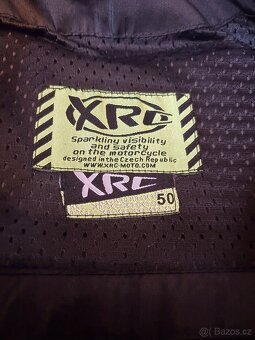 XRC
Sparkling visibility
and safety
on the motorcycle
designed in the Czech Republic
WWW.XRC-MOTO.COM
XRC
50
Bazoš.cz